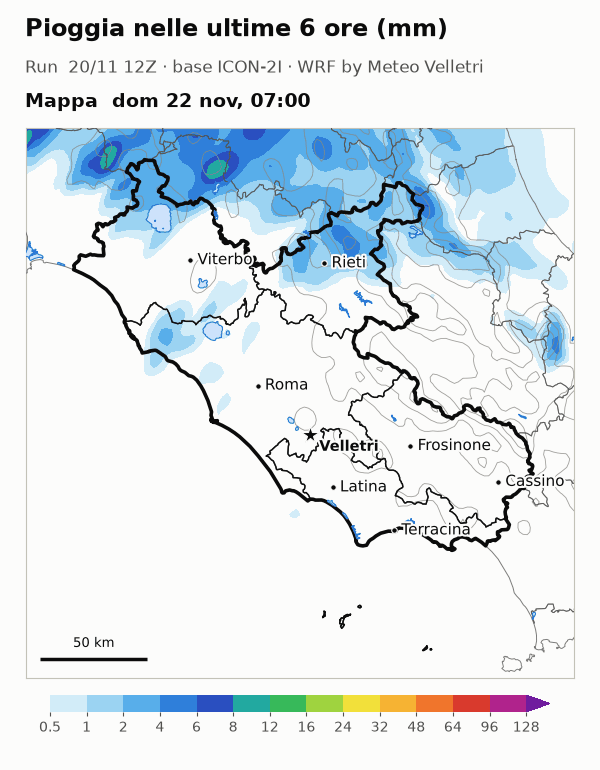 Pioggia nelle ultime 6 ore (mm)
Run  20/11 12Z · base ICON-2I · WRF by Meteo Velletri
Mappa  dom 22 nov, 07:00
Viterbo
Rieti
Roma
Velletri
Frosinone
Latina
Cassino
Terracina
50 km
0.5 1 2 4 6 8 12 16 24 32 48 64 96 128